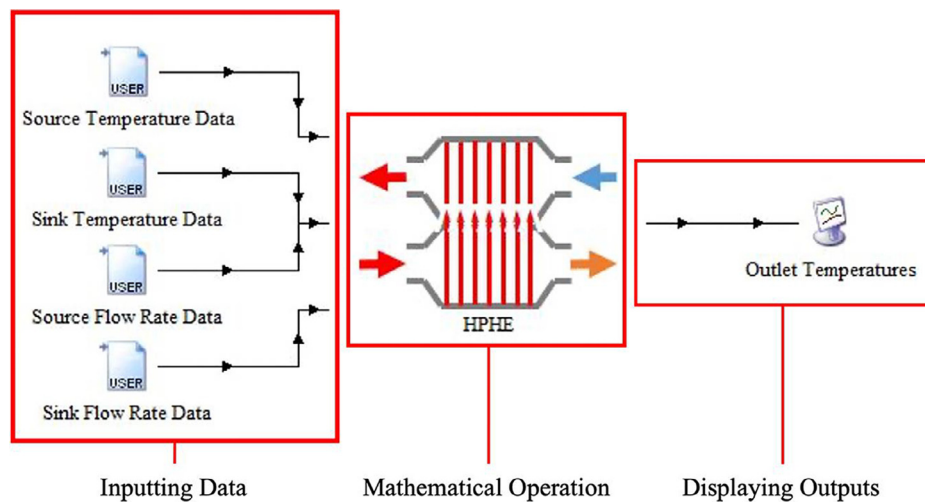 USER
Source Temperature Data
USER
Sink Temperature Data
USER
Source Flow Rate Data
USER
Sink Flow Rate Data
HPHE
Outlet Temperatures
Inputting Data
Mathematical Operation
Displaying Outputs